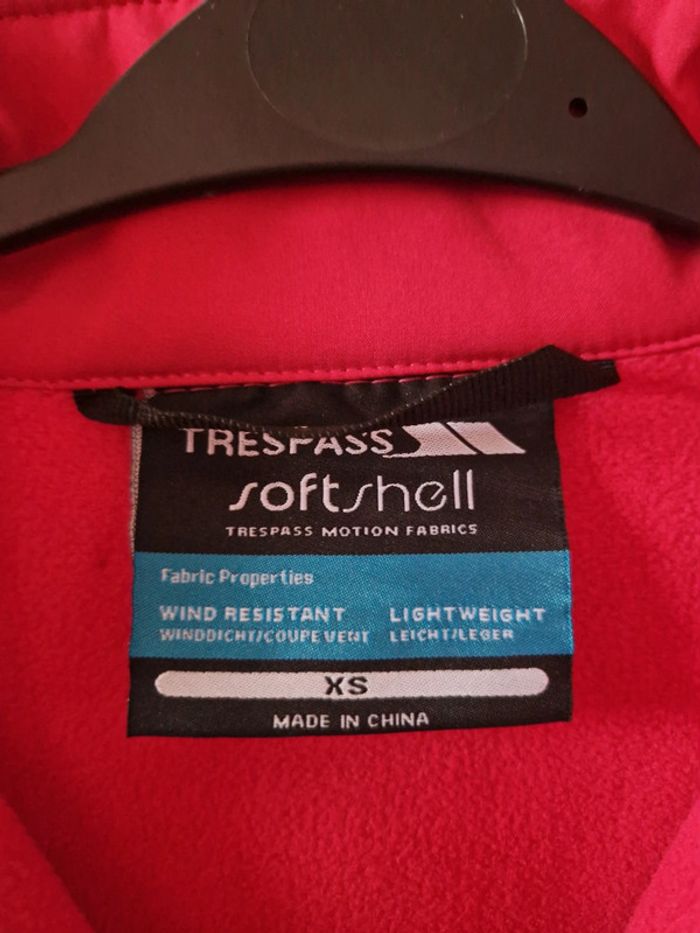 TRESPASS
softshell
TRESPASS MOTION FABRICS
Fabric Properties
WIND RESISTANT LIGHTWEIGHT
WINDDICHT/COUPE VENT LEICHT/LEGER
XS
MADE IN CHINA